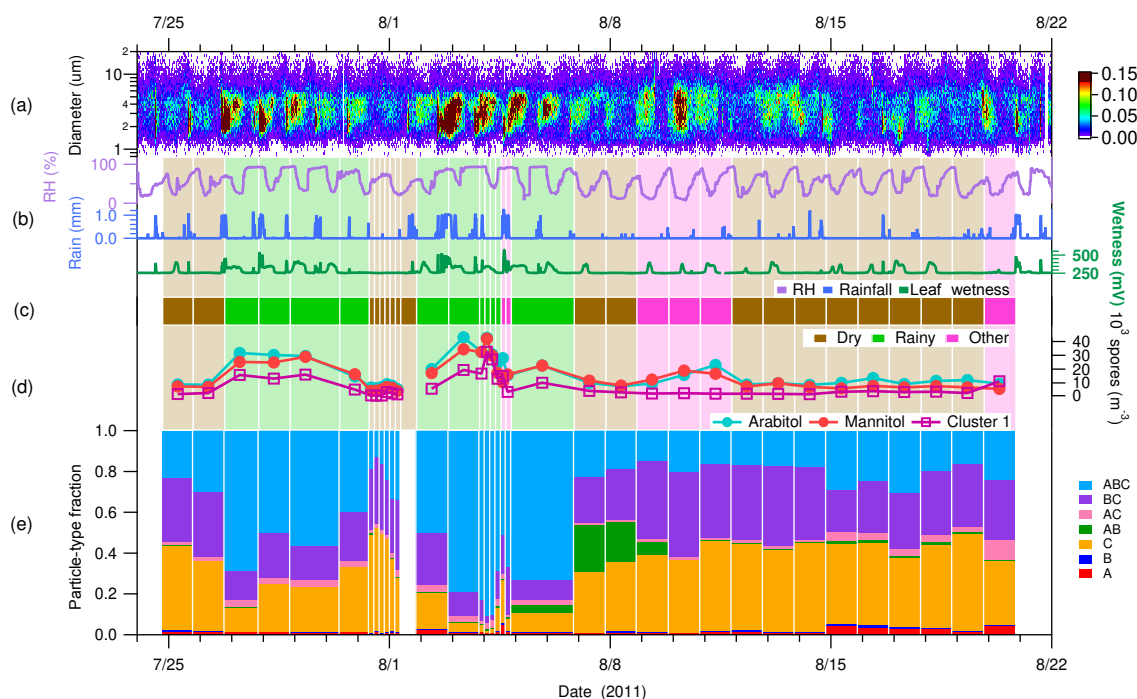 7/25 8/1 8/8 8/15 8/22
(a)
Diameter (um)
2
10
4
2
1
0.15
0.10
0.05
0.00
(b)
RH (%)
100
0
Rain (mm)
1.0
0.0
Wetness (mV)
500
250
RH Rainfall Leaf wetness
(c)
Dry Rainy Other
(d)
40
30
20
10
0
10³ spores (m⁻³)
Arabitol Mannitol Cluster 1
(e)
Particle-type fraction
1.0
0.8
0.6
0.4
0.2
0.0
ABC
BC
AC
AB
C
B
A
7/25 8/1 8/8 8/15 8/22
Date (2011)